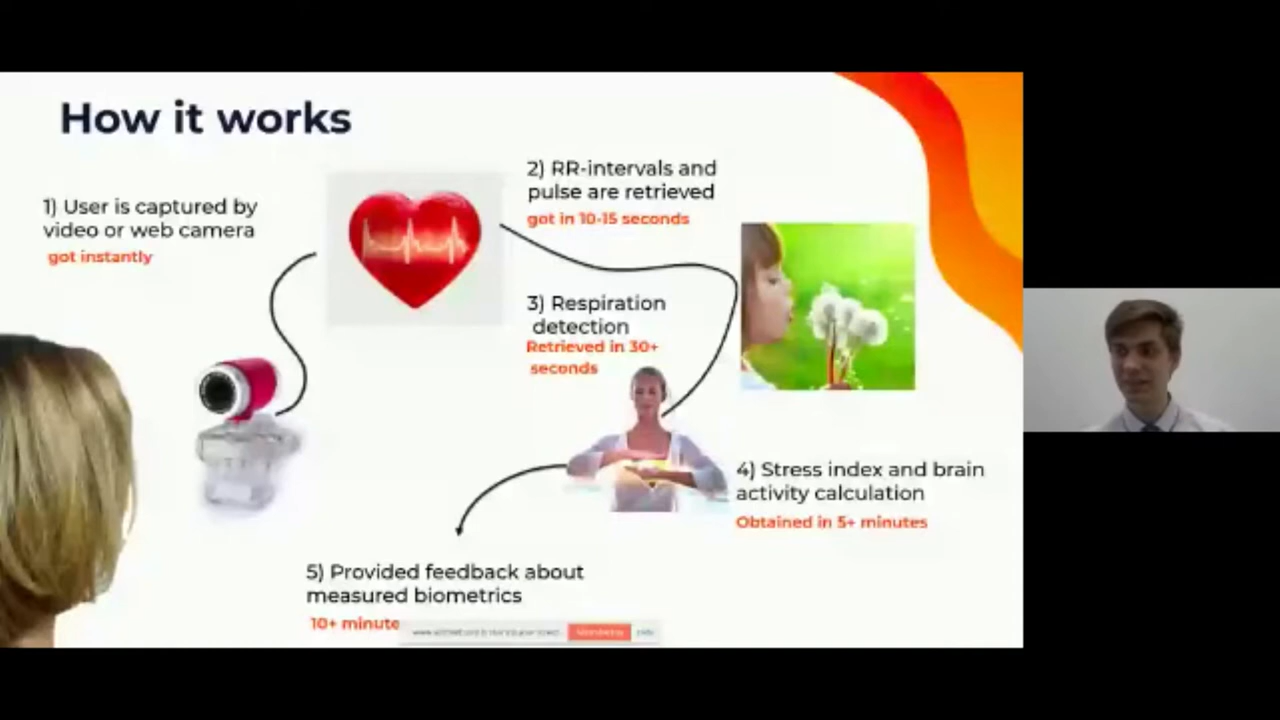 How it works
1) User is captured by
video or web camera
got instantly
2) RR-intervals and
pulse are retrieved
got in 10-15 seconds
3) Respiration
detection
Retrieved in 30+
seconds
4) Stress index and brain
activity calculation
Obtained in 5+ minutes
5) Provided feedback about
measured biometrics
10+ minute